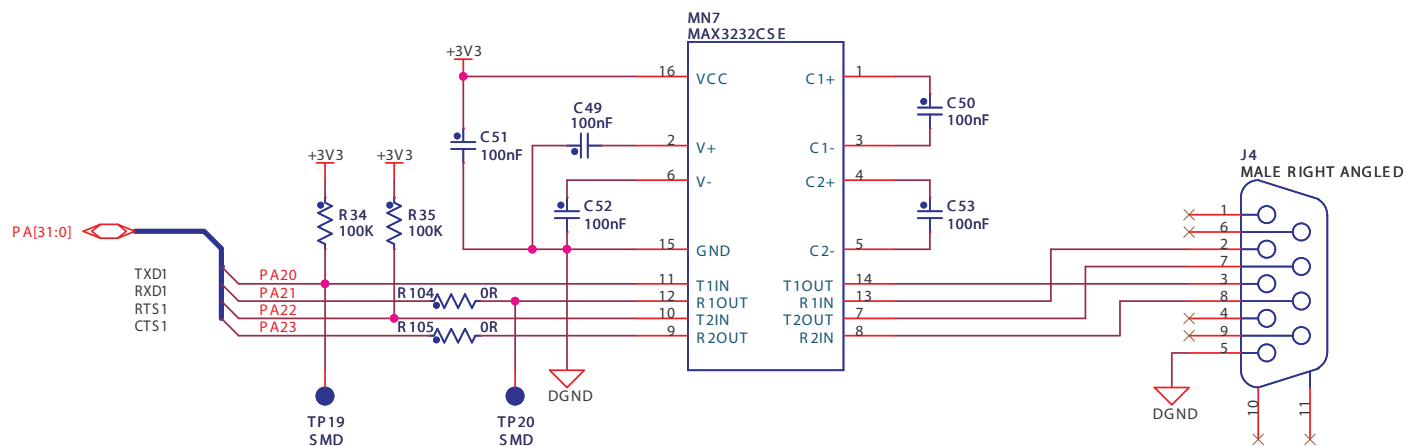 MN7
MAX3232CSE
+3V3
16 VCC C1+ 1
C49
100nF
C51
100nF
C50
100nF
2 V+ C1- 3
J4
MALE RIGHT ANGLED
+3V3 +3V3
6 V- C2+ 4
R34
100K
R35
100K
C52
100nF
C53
100nF
PA[31:0]
15 GND C2- 5
TXD1 PA20 11 T1IN T1OUT 14
RXD1 PA21 R104 0R 12 R1OUT R1IN 13
RTS1 PA22 10 T2IN T2OUT 7
CTS1 PA23 R105 0R 9 R2OUT R2IN 8
1
6
2
7
3
8
4
9
5
10
11
DGND
DGND
TP19
SMD
TP20
SMD